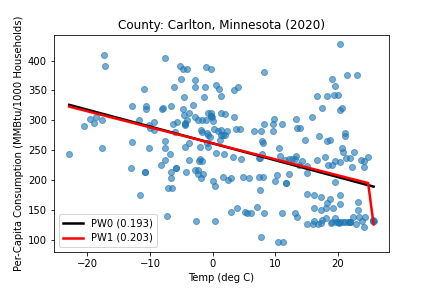 County: Carlton, Minnesota (2020)
Per-Capita Consumption (MMBtu/1000 Households)
400
350
300
250
200
150
100
PW0 (0.193)
PW1 (0.203)
−20 −10 0 10 20
Temp (deg C)